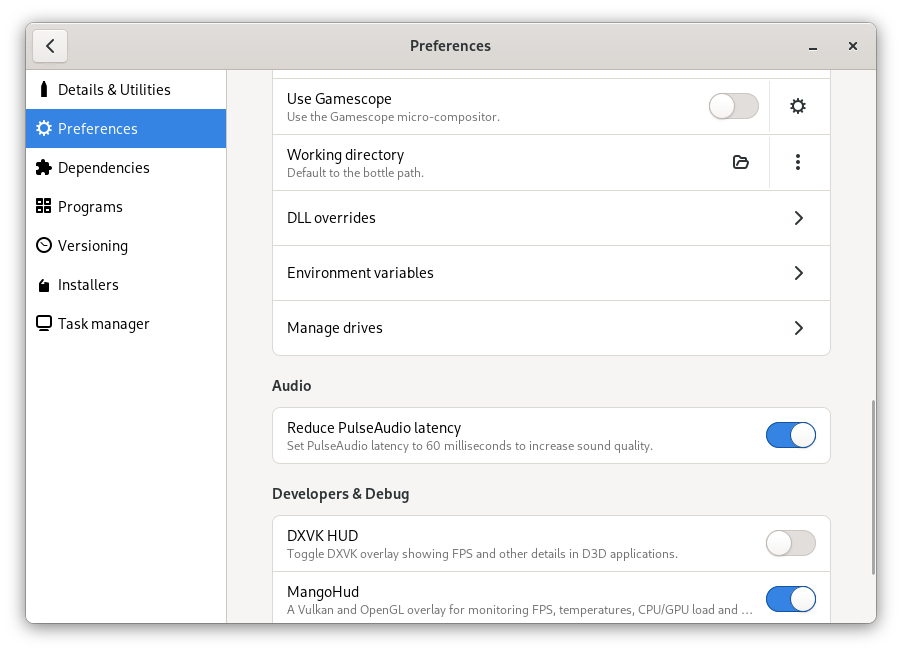 Preferences
Details & Utilities
Preferences
Dependencies
Programs
Versioning
Installers
Task manager
Use Gamescope
Use the Gamescope micro-compositor.
Working directory
Default to the bottle path.
DLL overrides
Environment variables
Manage drives
Audio
Reduce PulseAudio latency
Set PulseAudio latency to 60 milliseconds to increase sound quality.
Developers & Debug
DXVK HUD
Toggle DXVK overlay showing FPS and other details in D3D applications.
MangoHud
A Vulkan and OpenGL overlay for monitoring FPS, temperatures, CPU/GPU load and ...